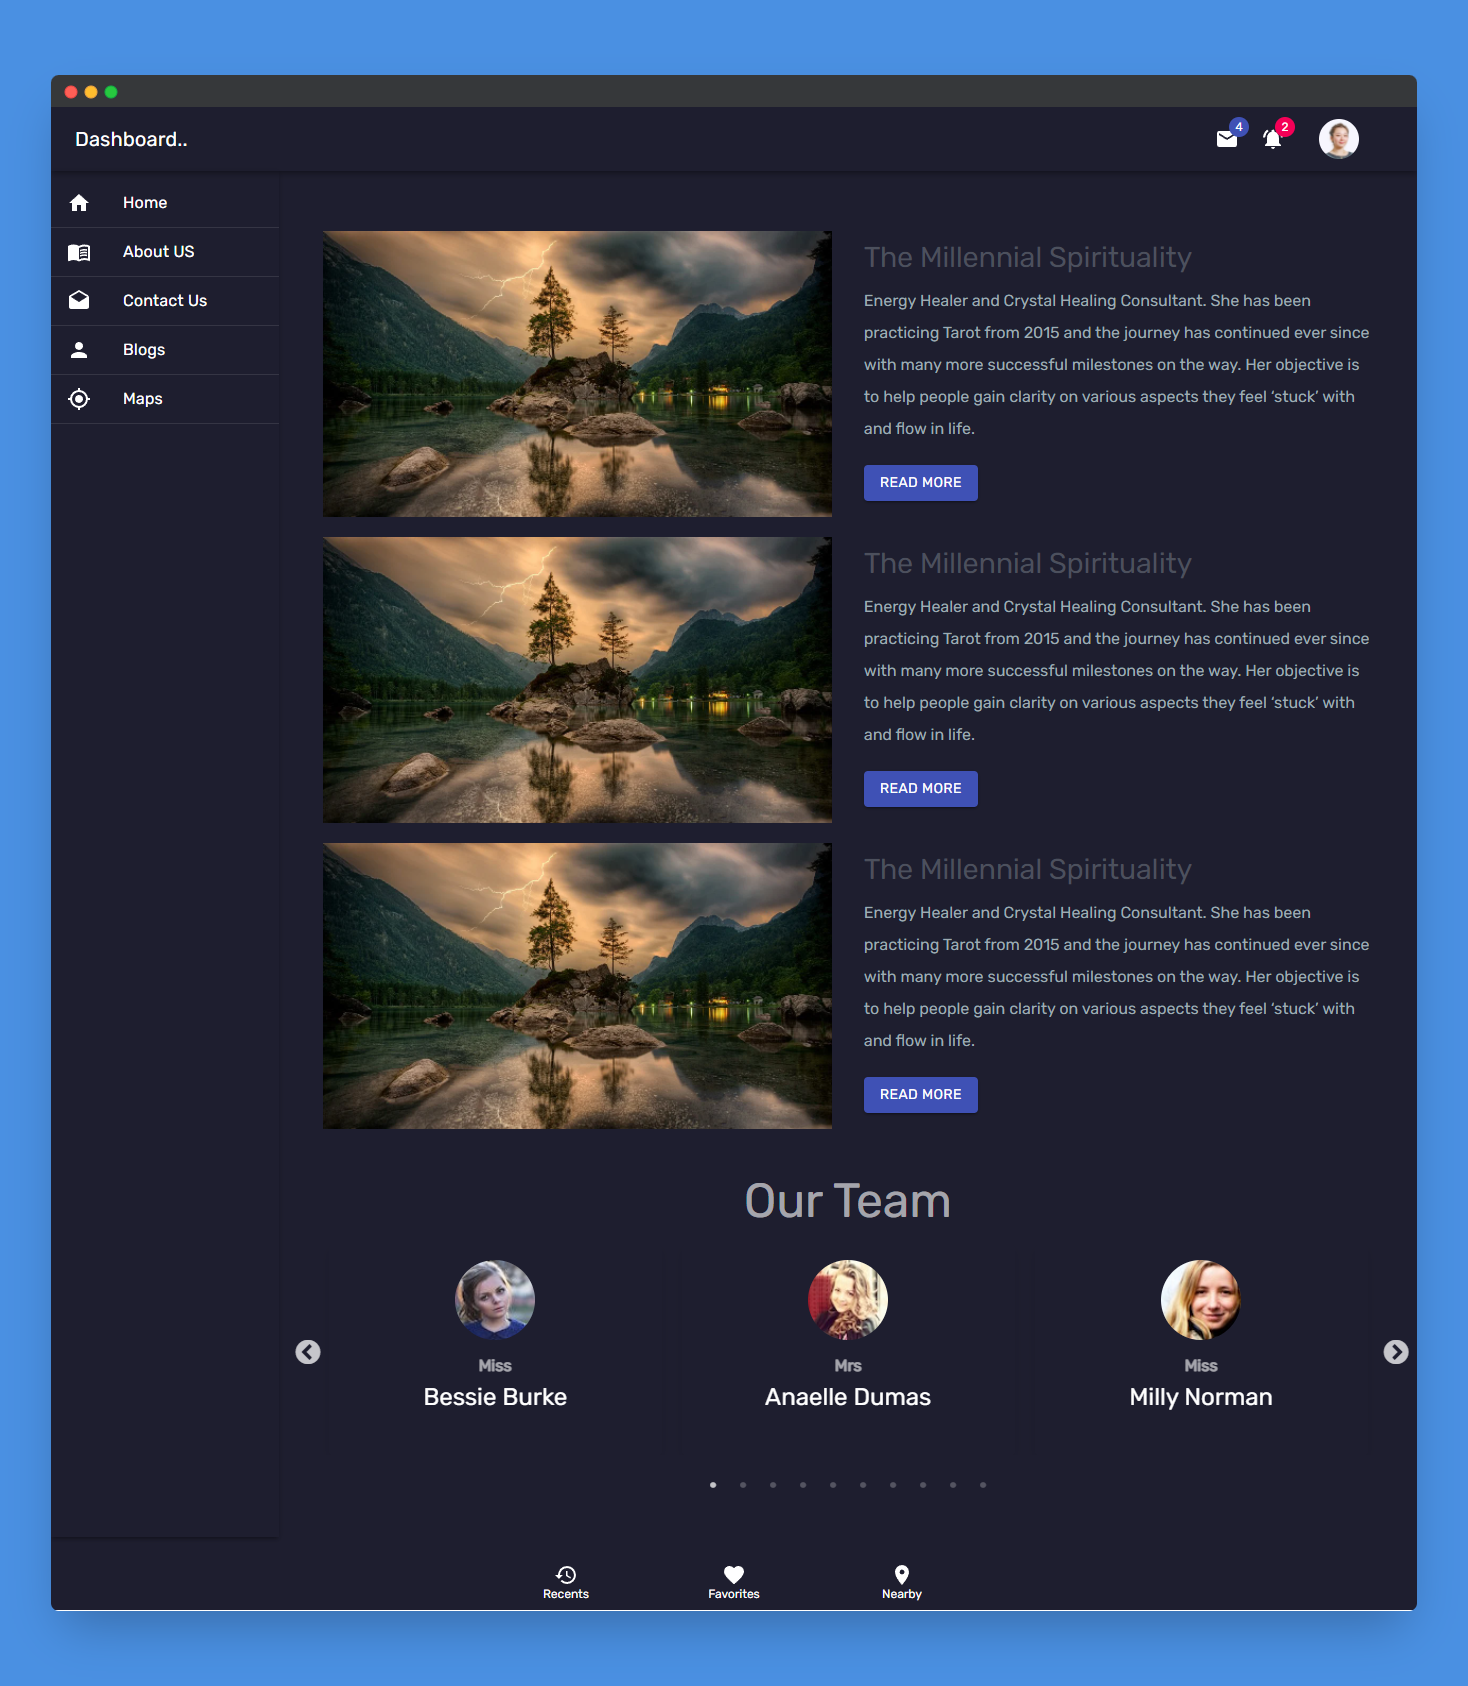 Dashboard..
4
2
Home
About US
Contact Us
Blogs
Maps
The Millennial Spirituality
Energy Healer and Crystal Healing Consultant. She has been
practicing Tarot from 2015 and the journey has continued ever since
with many more successful milestones on the way. Her objective is
to help people gain clarity on various aspects they feel ‘stuck’ with
and flow in life.
READ MORE
The Millennial Spirituality
Energy Healer and Crystal Healing Consultant. She has been
practicing Tarot from 2015 and the journey has continued ever since
with many more successful milestones on the way. Her objective is
to help people gain clarity on various aspects they feel ‘stuck’ with
and flow in life.
READ MORE
The Millennial Spirituality
Energy Healer and Crystal Healing Consultant. She has been
practicing Tarot from 2015 and the journey has continued ever since
with many more successful milestones on the way. Her objective is
to help people gain clarity on various aspects they feel ‘stuck’ with
and flow in life.
READ MORE
Our Team
Miss
Bessie Burke
Mrs
Anaelle Dumas
Miss
Milly Norman
Recents
Favorites
Nearby